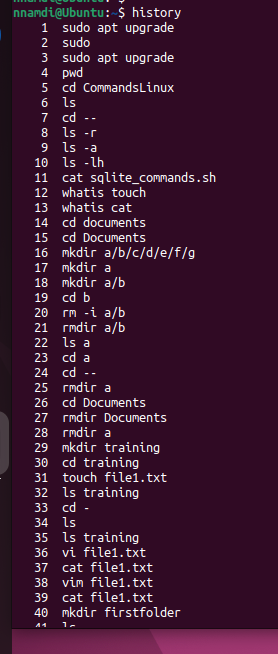 nnamdi@Ubuntu:~$ history
1 sudo apt upgrade
2 sudo
3 sudo apt upgrade
4 pwd
5 cd CommandsLinux
6 ls
7 cd --
8 ls -r
9 ls -a
10 ls -lh
11 cat sqlite_commands.sh
12 whatis touch
13 whatis cat
14 cd documents
15 cd Documents
16 mkdir a/b/c/d/e/f/g
17 mkdir a
18 mkdir a/b
19 cd b
20 rm -i a/b
21 rmdir a/b
22 ls a
23 cd a
24 cd --
25 rmdir a
26 cd Documents
27 rmdir Documents
28 rmdir a
29 mkdir training
30 cd training
31 touch file1.txt
32 ls training
33 cd -
34 ls
35 ls training
36 vi file1.txt
37 cat file1.txt
38 vim file1.txt
39 cat file1.txt
40 mkdir firstfolder
41 ls